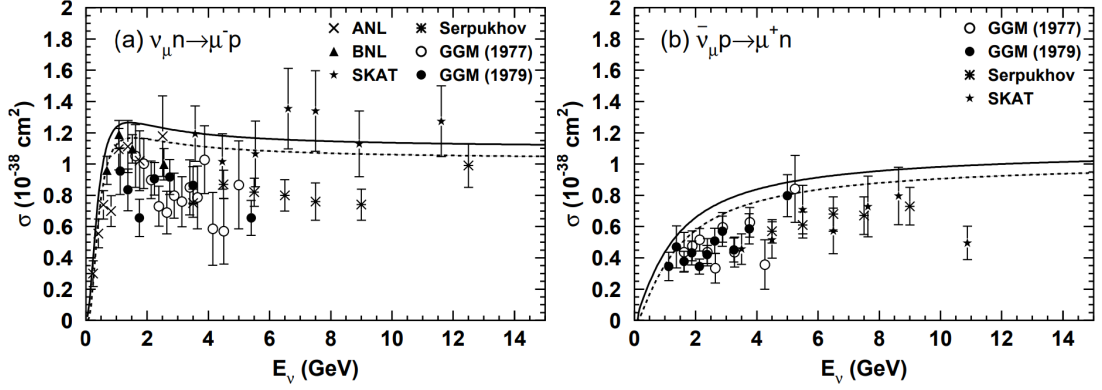 (a) νμn→μ⁻p
ANL
BNL
SKAT
Serpukhov
GGM (1977)
GGM (1979)
σ (10⁻³⁸ cm²)
2
1.8
1.6
1.4
1.2
1
0.8
0.6
0.4
0.2
0
0 2 4 6 8 10 12 14
Eν (GeV)
(b) ν̄μp→μ⁺n
GGM (1977)
GGM (1979)
Serpukhov
SKAT
σ (10⁻³⁸ cm²)
2
1.8
1.6
1.4
1.2
1
0.8
0.6
0.4
0.2
0
0 2 4 6 8 10 12 14
Eν (GeV)